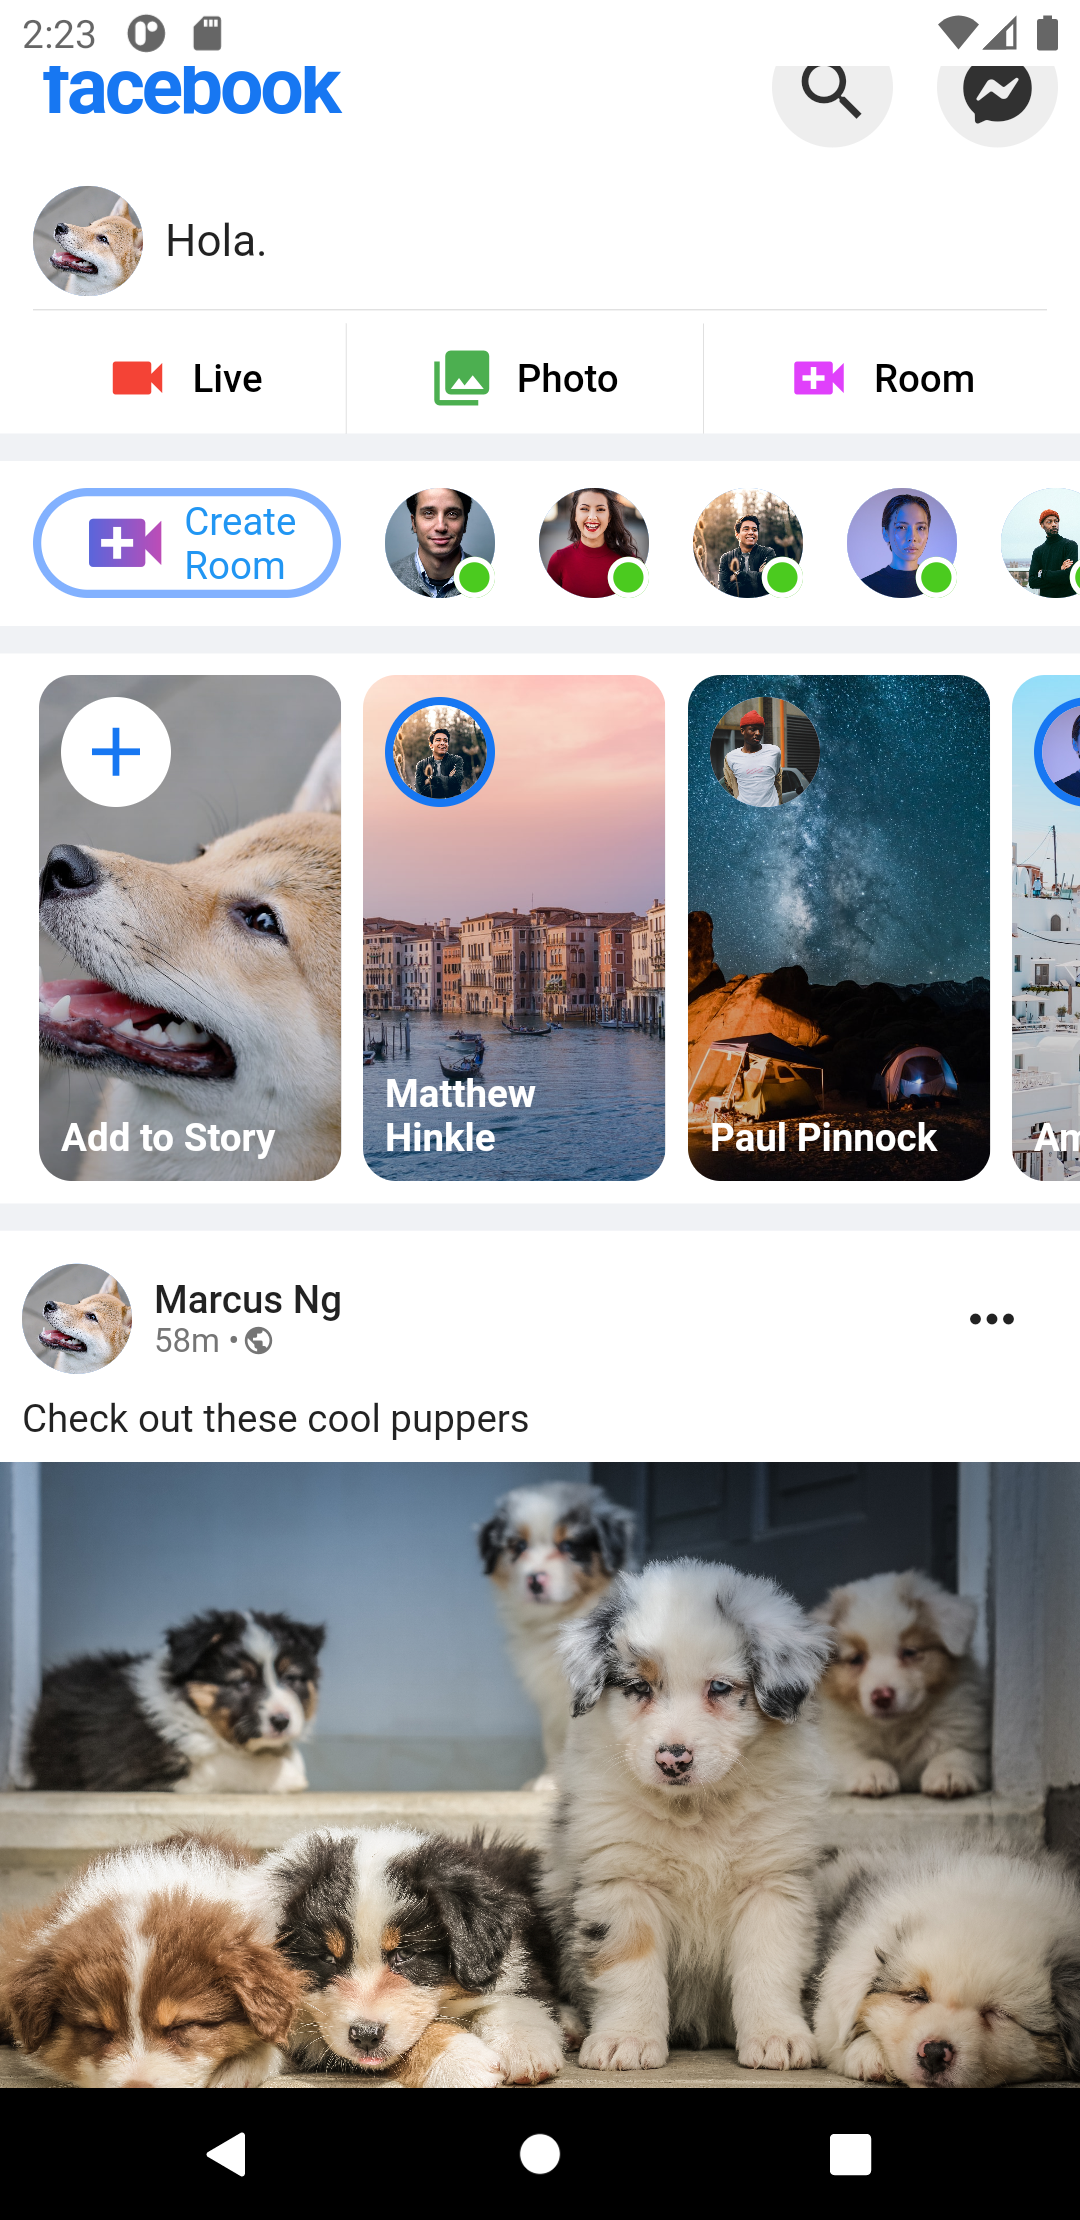 2:23
facebook
Hola.
Live
Photo
Room
Create
Room
Add to Story
Matthew
Hinkle
Paul Pinnock
Am
Marcus Ng
58m •
Check out these cool puppers